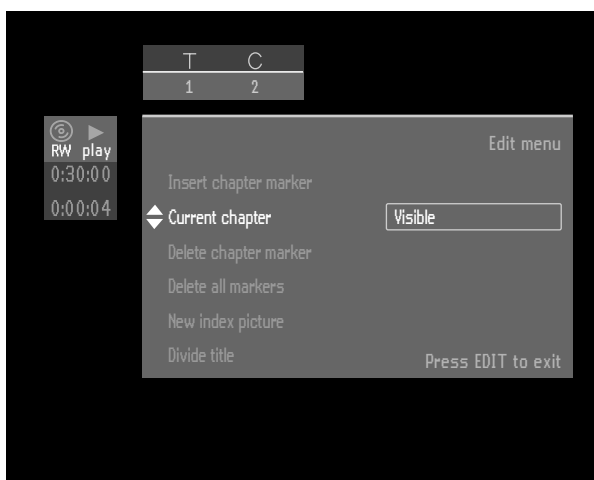 T C
1 2
RW play
0:30:00
0:00:04
Edit menu
Insert chapter marker
Current chapter Visible
Delete chapter marker
Delete all markers
New index picture
Divide title
Press EDIT to exit